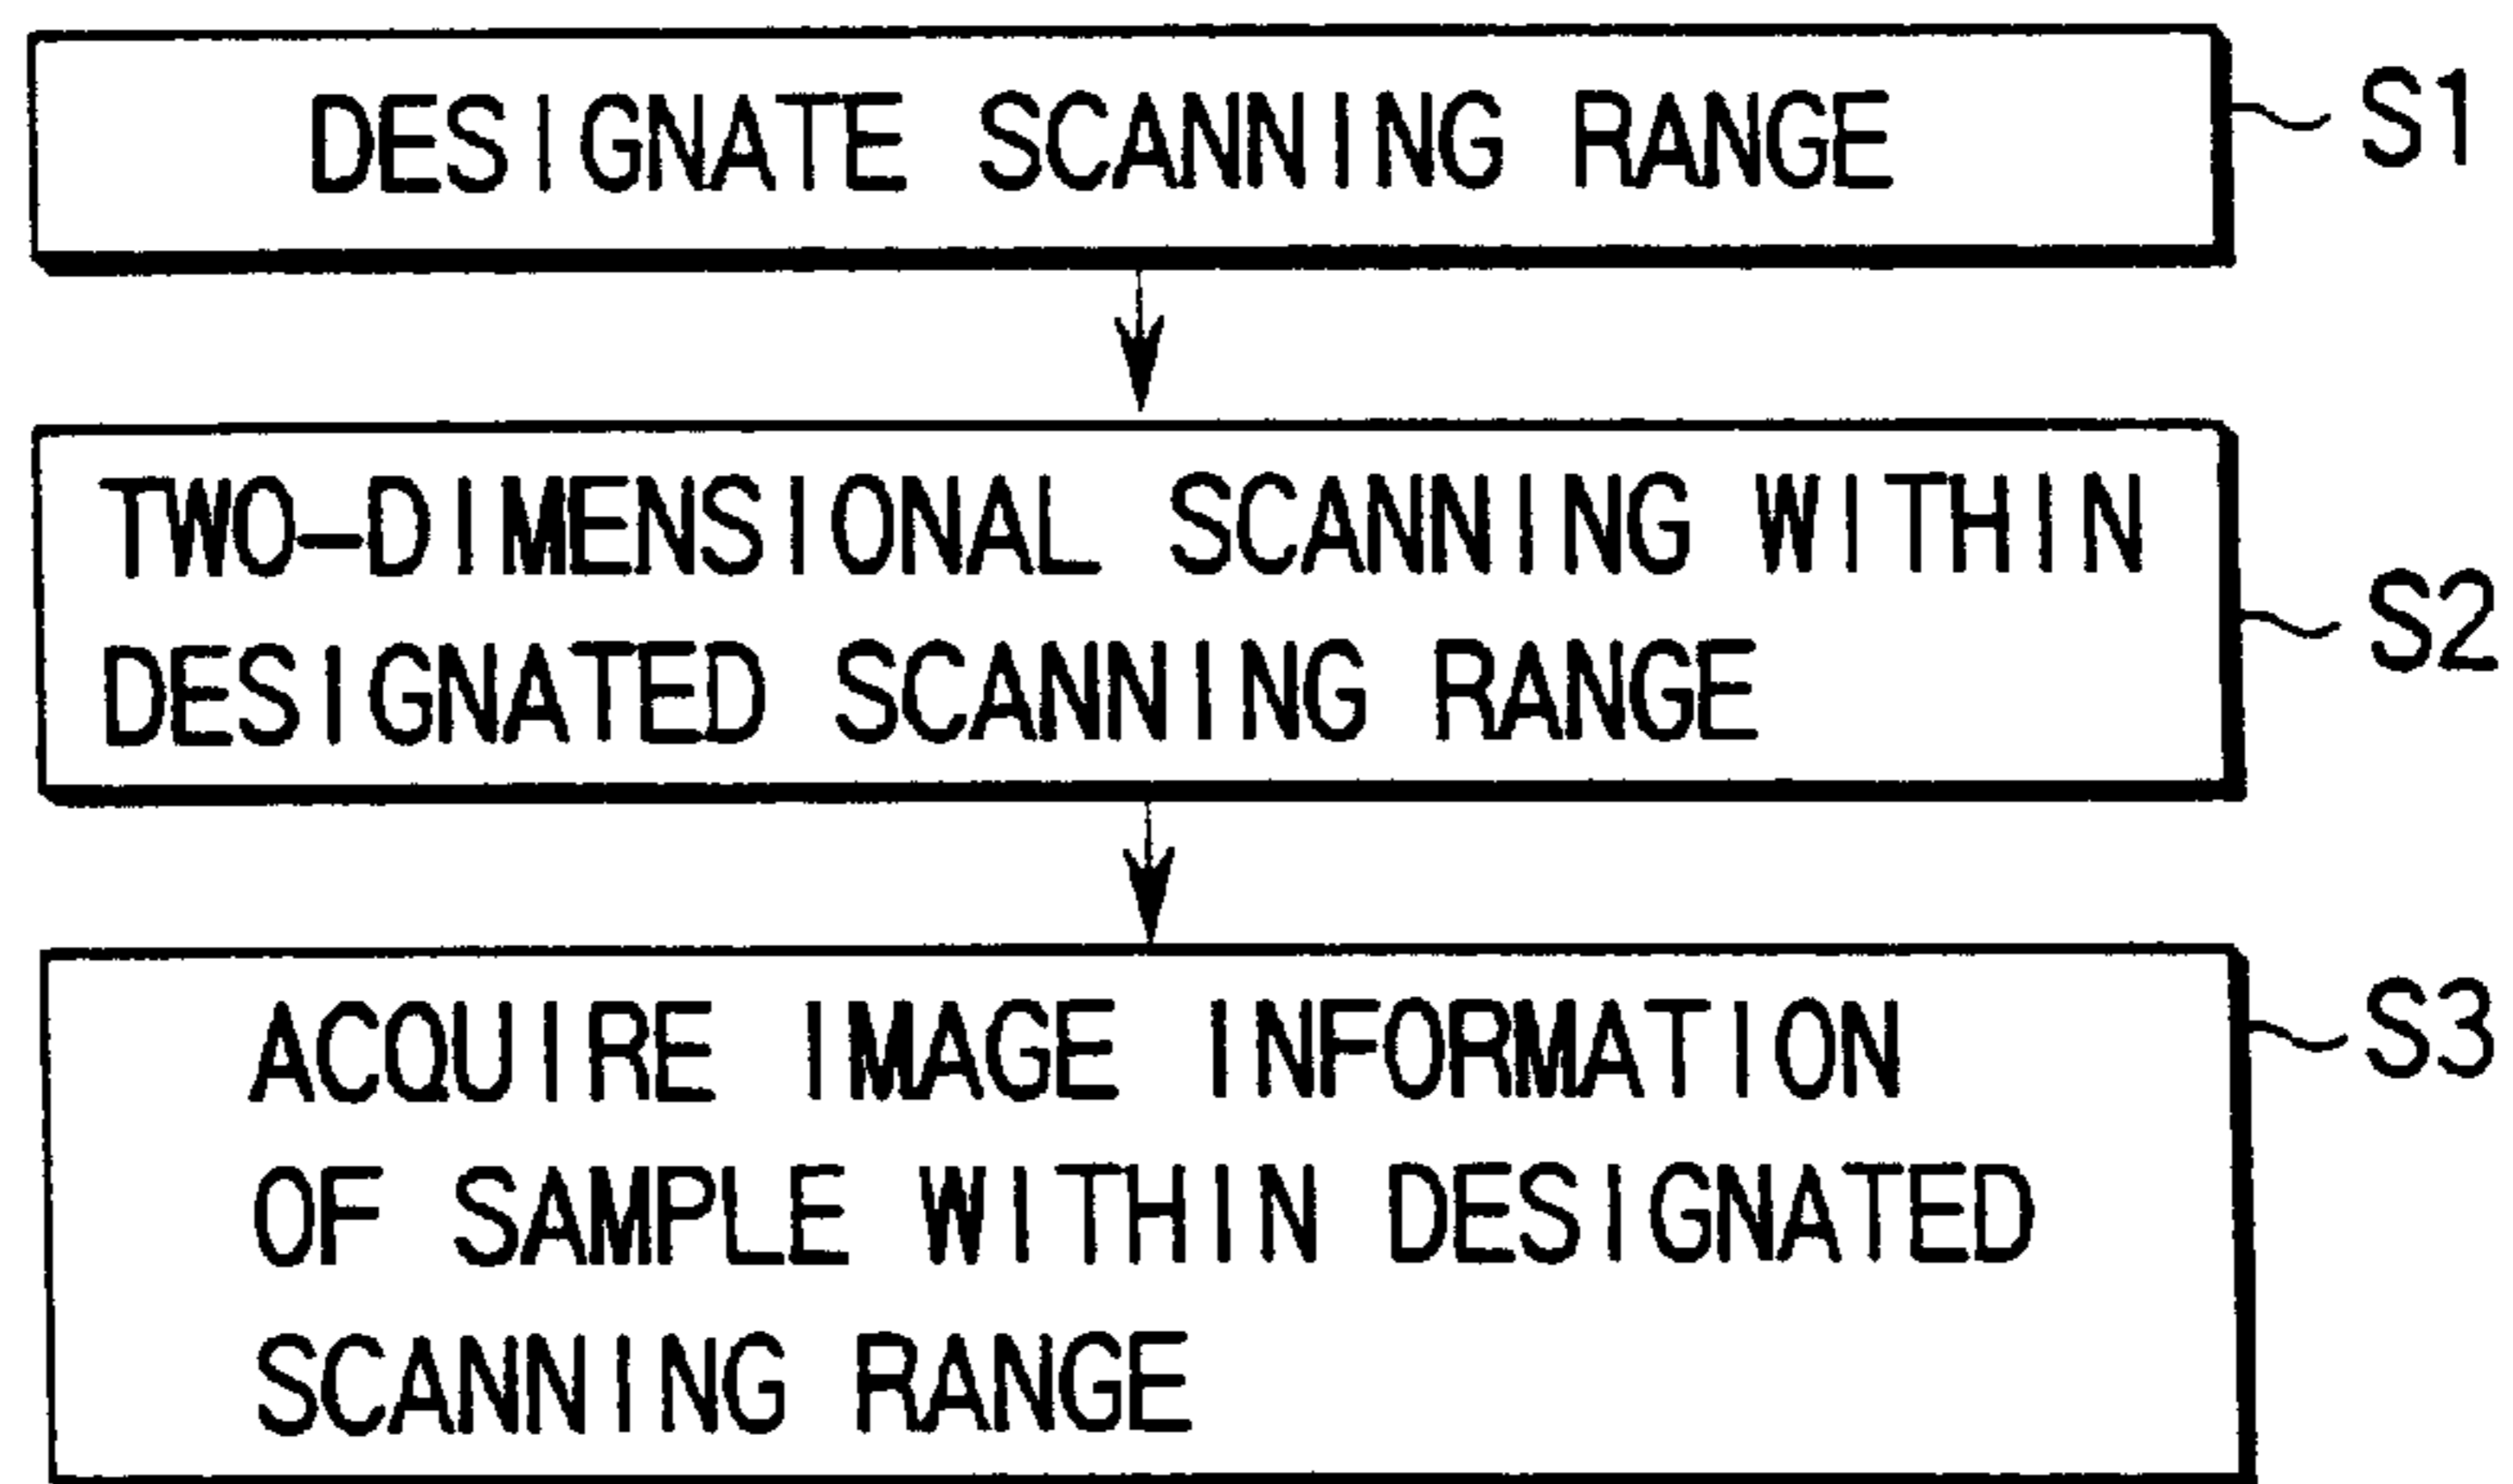 DESIGNATE SCANNING RANGE
S1
TWO-DIMENSIONAL SCANNING WITHIN
DESIGNATED SCANNING RANGE
S2
ACQUIRE IMAGE INFORMATION
OF SAMPLE WITHIN DESIGNATED
SCANNING RANGE
S3